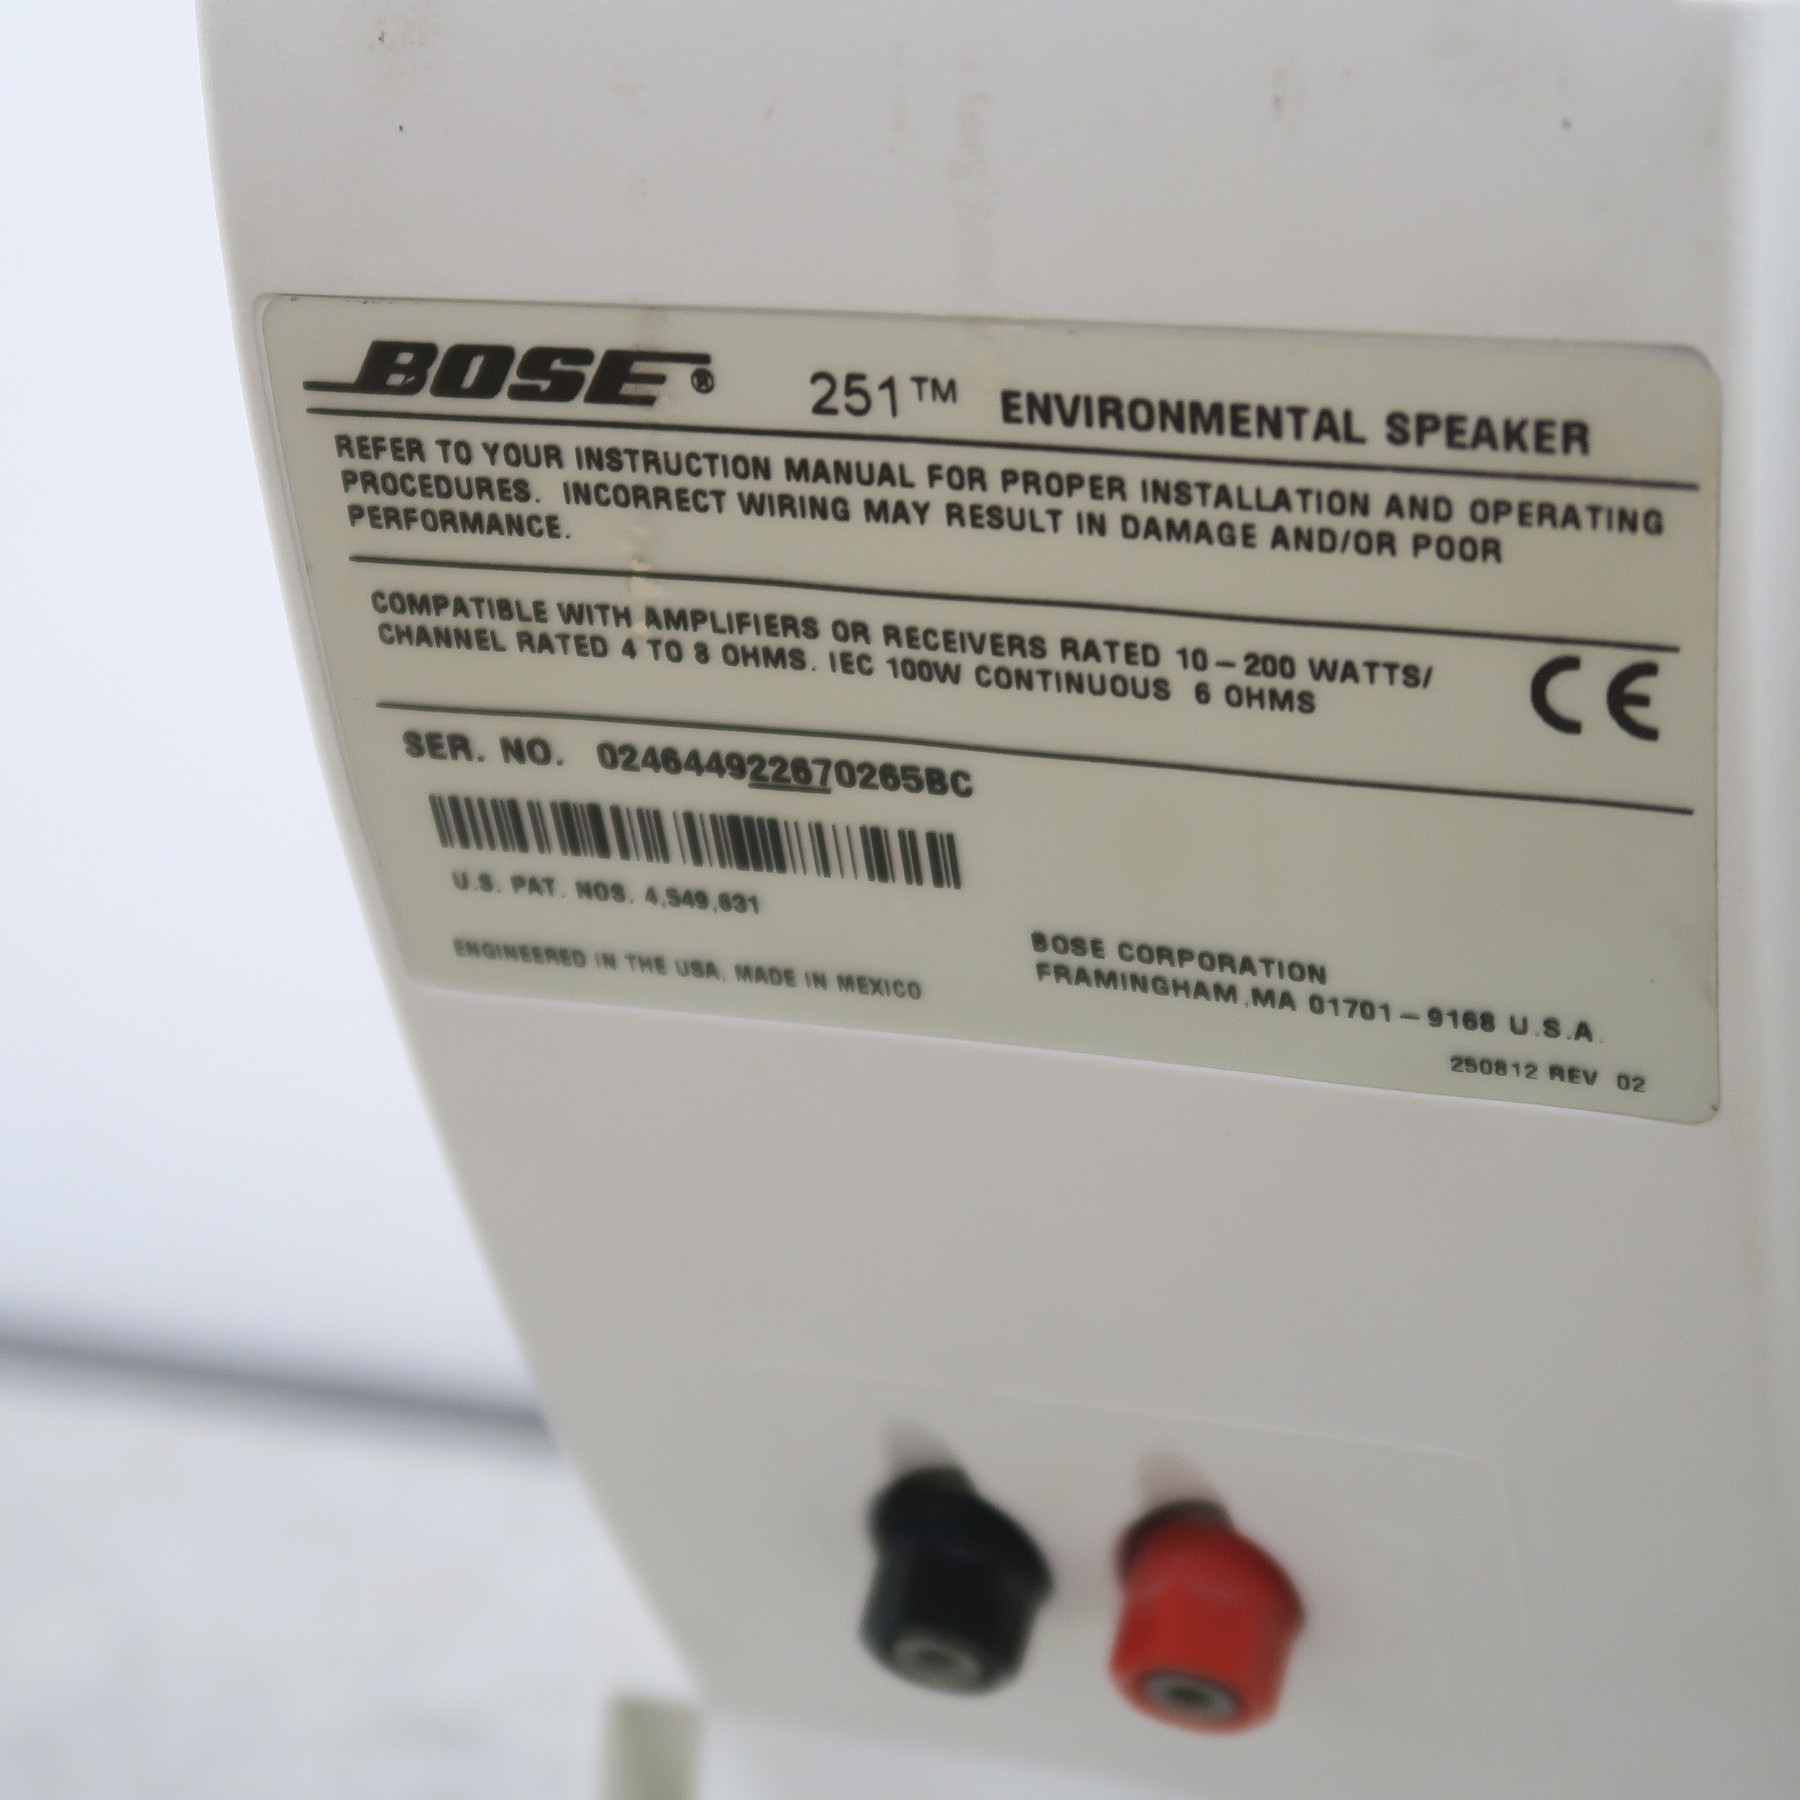 BOSE® 251™ ENVIRONMENTAL SPEAKER
REFER TO YOUR INSTRUCTION MANUAL FOR PROPER INSTALLATION AND OPERATING
PROCEDURES. INCORRECT WIRING MAY RESULT IN DAMAGE AND/OR POOR
PERFORMANCE.
COMPATIBLE WITH AMPLIFIERS OR RECEIVERS RATED 10-200 WATTS/
CHANNEL RATED 4 TO 8 OHMS. IEC 100W CONTINUOUS 6 OHMS
CE
SER. NO. 024644922670265BC
U.S. PAT. NOS. 4,549,631
ENGINEERED IN THE USA, MADE IN MEXICO
BOSE CORPORATION
FRAMINGHAM,MA 01701-9168 U.S.A.
250812 REV 02